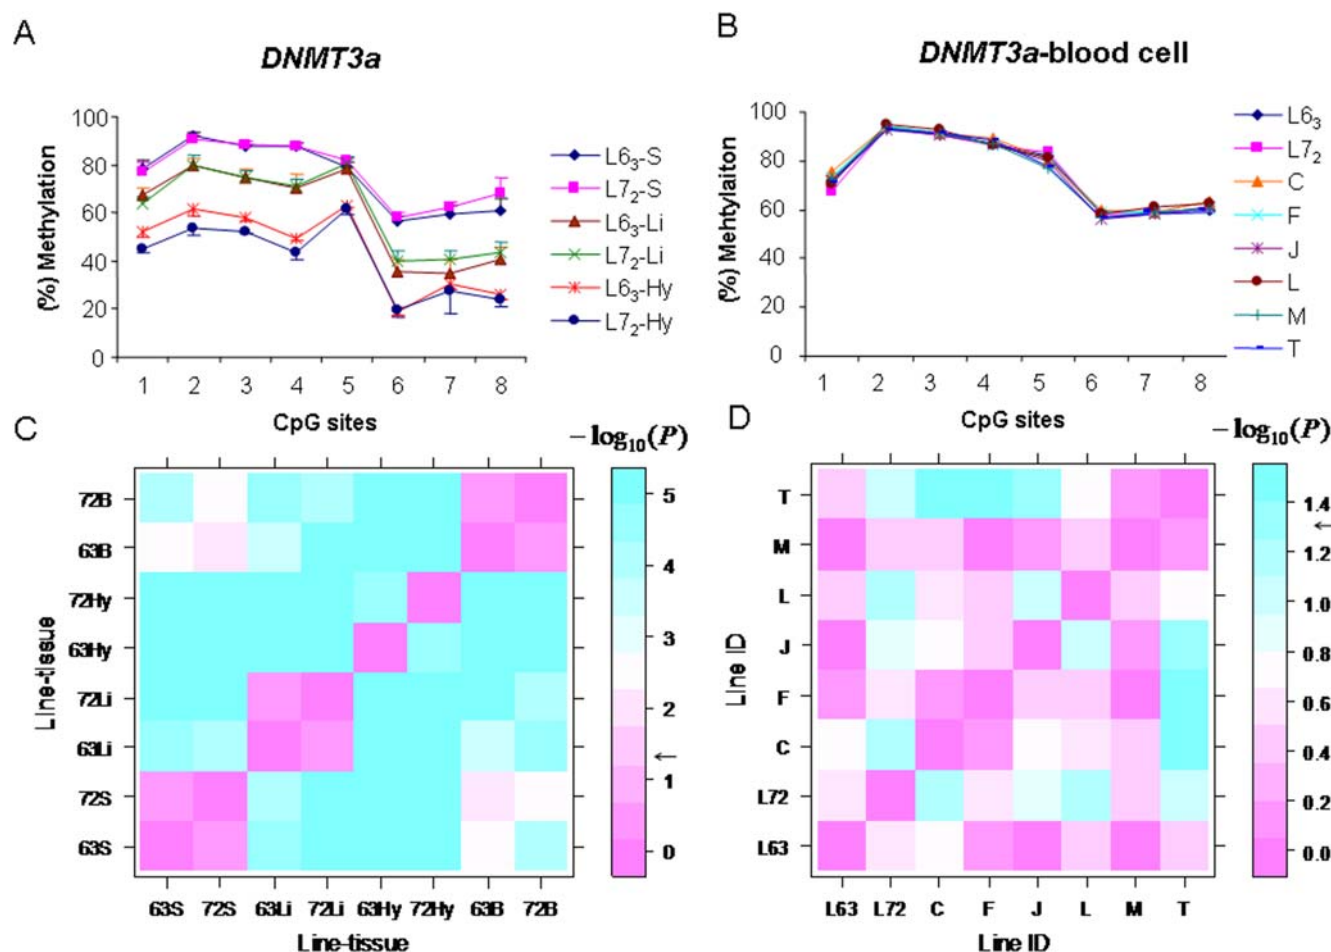 A
DNMT3a
(%) Methylation
100
80
60
40
20
0
1 2 3 4 5 6 7 8
CpG sites
L6₃-S
L7₂-S
L6₃-Li
L7₂-Li
L6₃-Hy
L7₂-Hy
B
DNMT3a-blood cell
(%) Mehtylaiton
100
80
60
40
20
0
1 2 3 4 5 6 7 8
CpG sites
L6₃
L7₂
C
F
J
L
M
T
C
−log₁₀(P)
Line-tissue
72B
63B
72Hy
63Hy
72Li
63Li
72S
63S
63S 72S 63Li 72Li 63Hy 72Hy 63B 72B
Line-tissue
5
4
3
2
←
1
0
D
−log₁₀(P)
Line ID
T
M
L
J
F
C
L72
L63
L63 L72 C F J L M T
Line ID
1.4
←
1.2
1.0
0.8
0.6
0.4
0.2
0.0